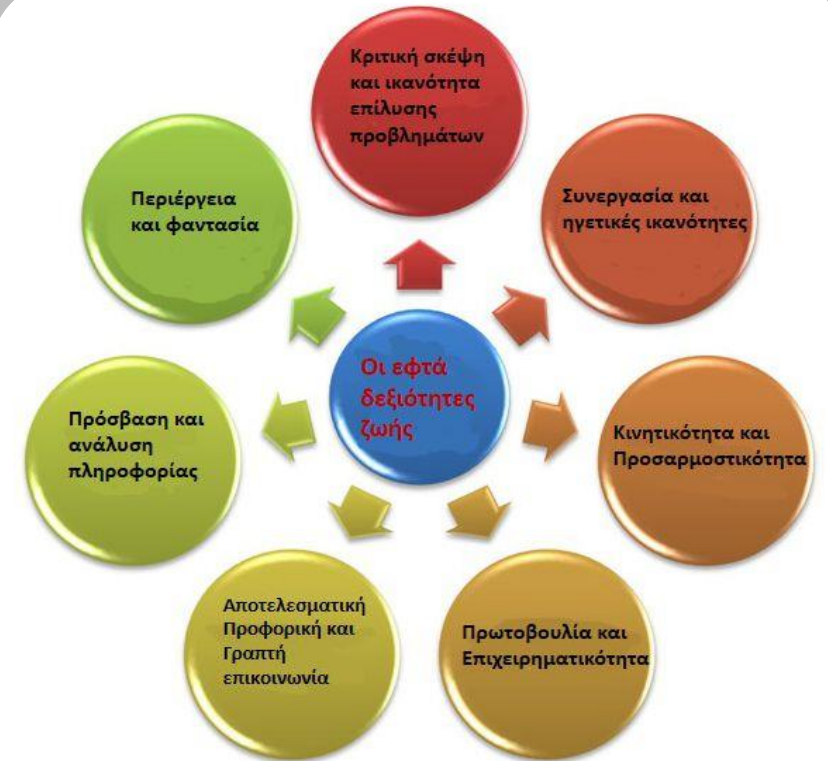 Κριτική σκέψη
και ικανότητα
επίλυσης
προβλημάτων
Συνεργασία και
ηγετικές ικανότητες
Κινητικότητα και
Προσαρμοστικότητα
Πρωτοβουλία και
Επιχειρηματικότητα
Αποτελεσματική
Προφορική και
Γραπτή
επικοινωνία
Πρόσβαση και
ανάλυση
πληροφορίας
Περιέργεια
και φαντασία
Οι εφτά
δεξιότητες
ζωής